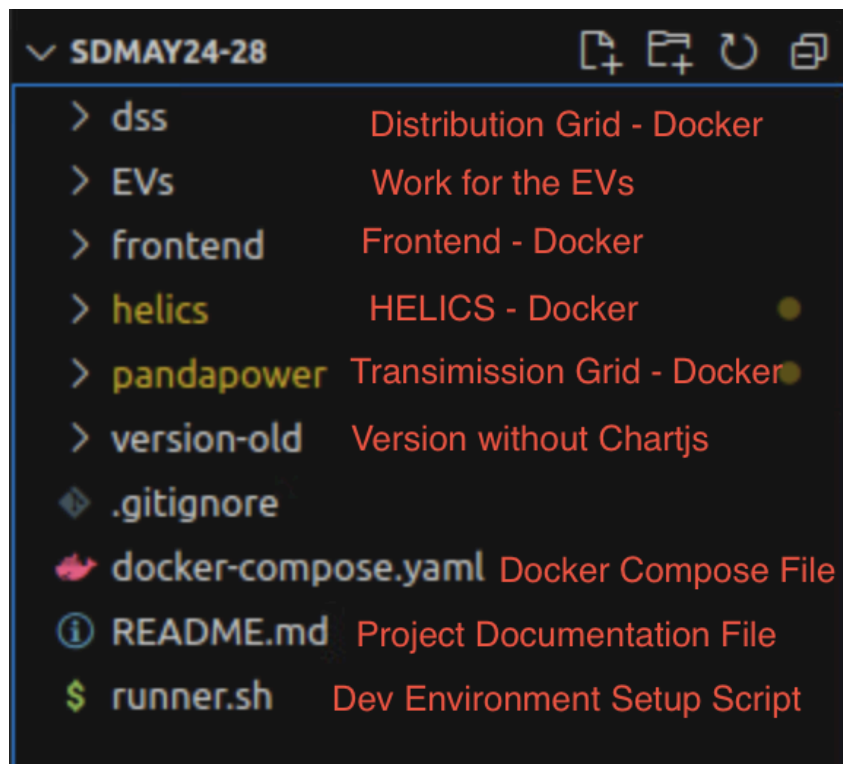 SDMAY24-28
dss Distribution Grid - Docker
EVs Work for the EVs
frontend Frontend - Docker
helics HELICS - Docker
pandapower Transimission Grid - Docker
version-old Version without Chartjs
.gitignore
docker-compose.yaml Docker Compose File
README.md Project Documentation File
$ runner.sh Dev Environment Setup Script